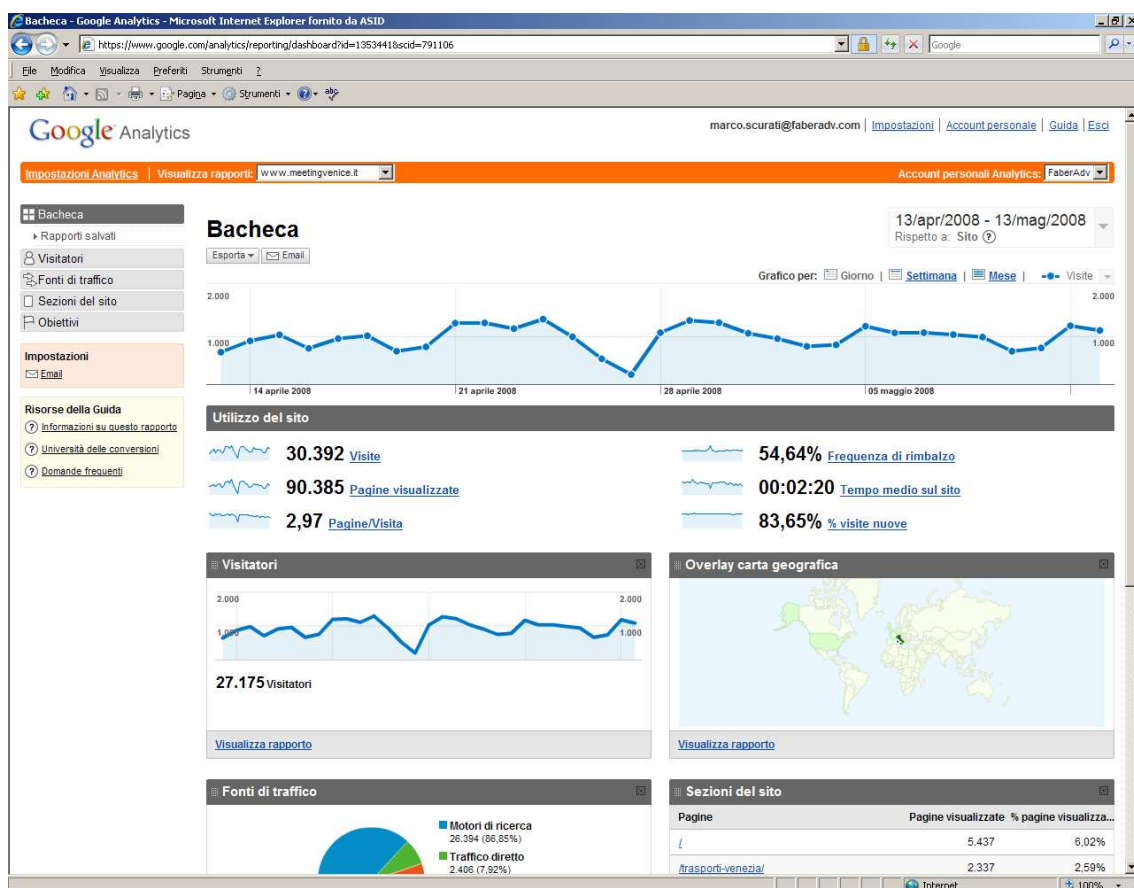 Bacheca - Google Analytics - Microsoft Internet Explorer fornito da ASID
https://www.google.com/analytics/reporting/dashboard?id=1353441&scid=791106
Google
File Modifica Visualizza Preferiti Strumenti ?
Pagina Strumenti
Google Analytics
marco.scurati@faberadv.com | Impostazioni | Account personale | Guida | Esci
Impostazioni Analytics | Visualizza rapporti: www.meetingvenice.it
Account personali Analytics: FaberAdv
Bacheca
Rapporti salvati
Visitatori
Fonti di traffico
Sezioni del sito
Obiettivi
Impostazioni
Email
Risorse della Guida
Informazioni su questo rapporto
Università delle conversioni
Domande frequenti
Bacheca
Esporta Email
13/apr/2008 - 13/mag/2008
Rispetto a: Sito
Grafico per: Giorno | Settimana | Mese | Visite
2.000 2.000
1.000 1.000
14 aprile 2008 21 aprile 2008 28 aprile 2008 05 maggio 2008
Utilizzo del sito
30.392 Visite
90.385 Pagine visualizzate
2,97 Pagine/Visita
54,64% Frequenza di rimbalzo
00:02:20 Tempo medio sul sito
83,65% % visite nuove
Visitatori
2.000 2.000
1.000 1.000
27.175 Visitatori
Visualizza rapporto
Overlay carta geografica
Visualizza rapporto
Fonti di traffico
Motori di ricerca
26.394 (86,85%)
Traffico diretto
2.406 (7,92%)
Sezioni del sito
Pagine Pagine visualizzate % pagine visualizza...
/ 5.437 6,02%
/trasporti-venezia/ 2.337 2,59%
Internet 100%